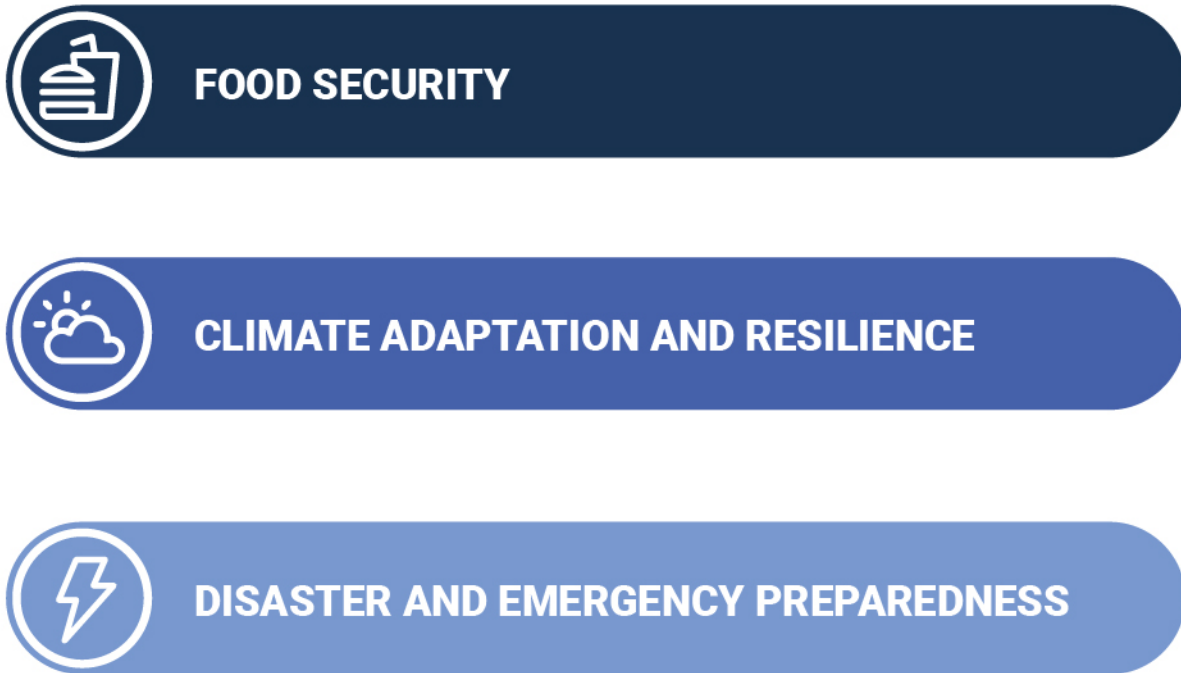 FOOD SECURITY
CLIMATE ADAPTATION AND RESILIENCE
DISASTER AND EMERGENCY PREPAREDNESS